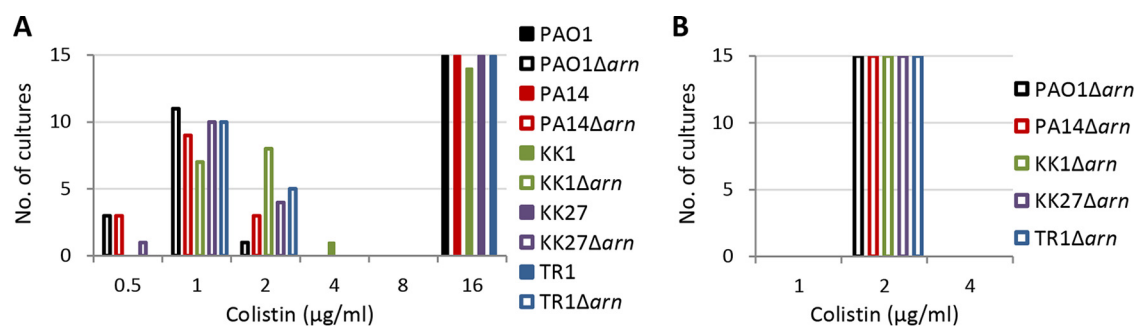 A
No. of cultures
15
10
5
0
0.5 1 2 4 8 16
Colistin (µg/ml)
PAO1
PAO1Δarn
PA14
PA14Δarn
KK1
KK1Δarn
KK27
KK27Δarn
TR1
TR1Δarn
B
No. of cultures
15
10
5
0
1 2 4
Colistin (µg/ml)
PAO1Δarn
PA14Δarn
KK1Δarn
KK27Δarn
TR1Δarn